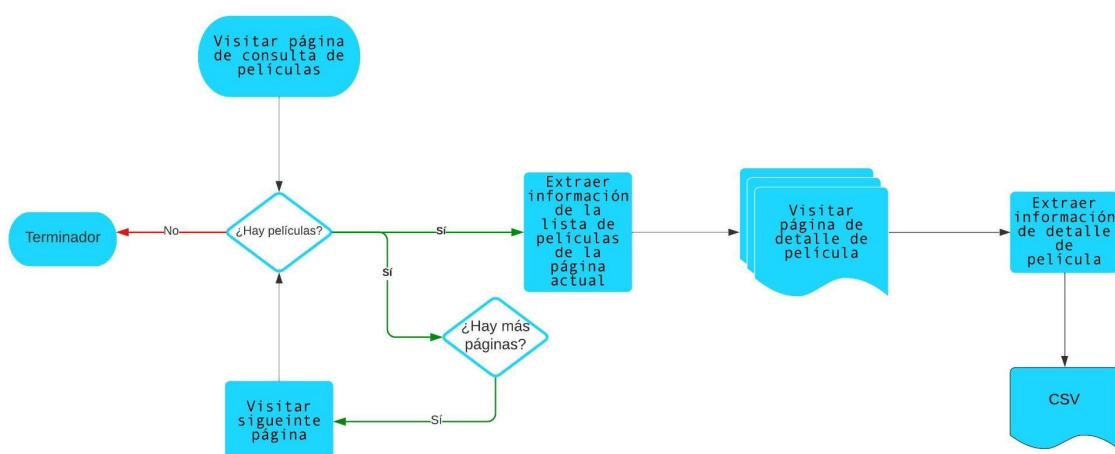 Visitar página
de consulta de
películas
Terminador
No
¿Hay películas?
Sí
Extraer
información
de la
lista de
películas
de la
página
actual
Visitar
página de
detalle de
película
Extraer
información
de detalle
de
película
Sí
¿Hay más
páginas?
Visitar
sigueinte
página
Sí
CSV